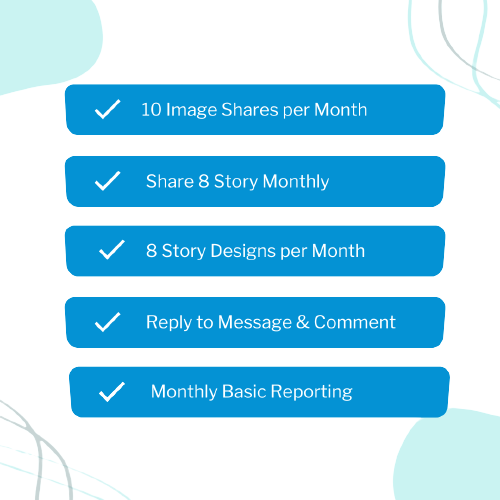 10 Image Shares per Month
Share 8 Story Monthly
8 Story Designs per Month
Reply to Message & Comment
Monthly Basic Reporting